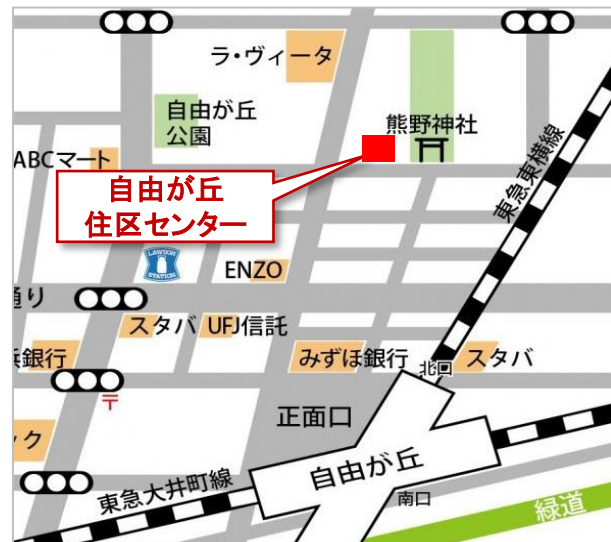 ラ・ヴィータ
自由が丘
公園
熊野神社
ABCマート
東急東横線
自由が丘
住区センター
LAWSON
STATION
ENZO
通り
スタバ
UFJ信託
浜銀行
みずほ銀行
北口
スタバ
〒
正面口
ック
自由が丘
東急大井町線
南口
緑道